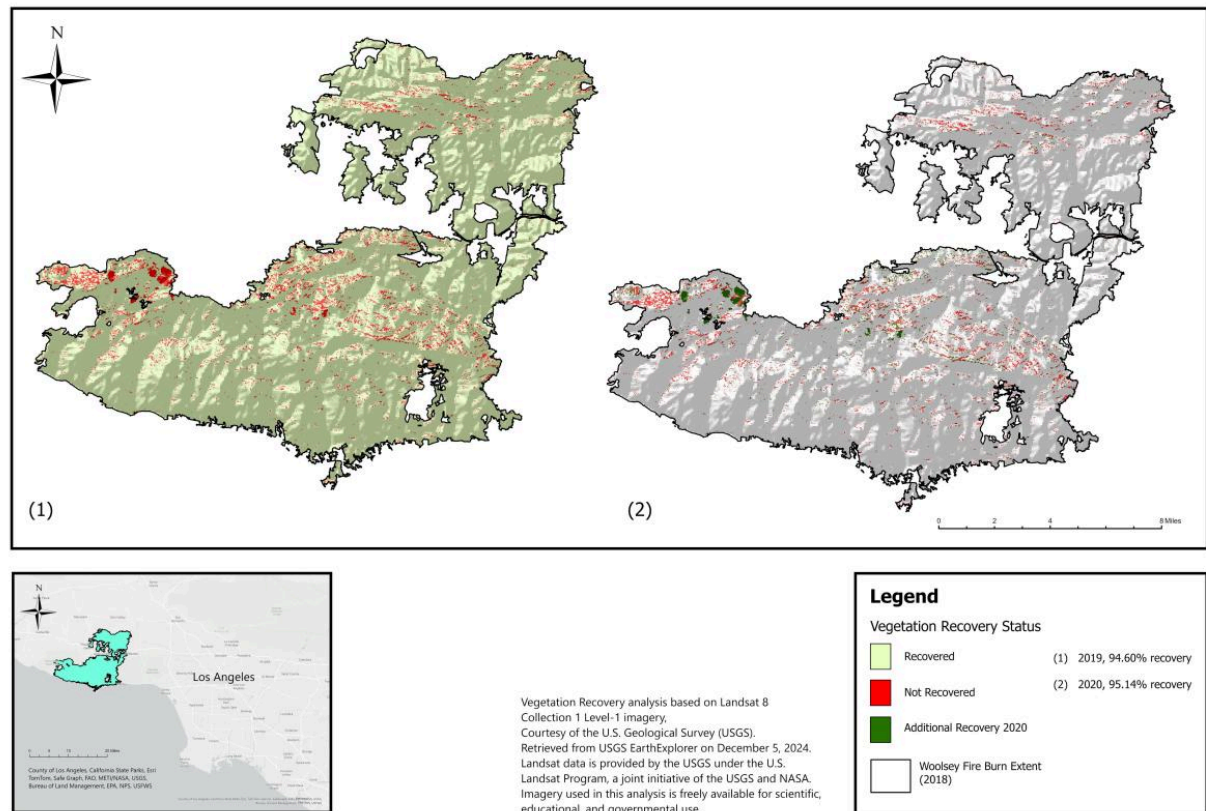 N
(1)
(2)
0 2 4 8 Miles
N
Los Angeles
County of Los Angeles, California State Parks, Esri
TomTom, Safe Graph, FAO, METI/NASA, USGS,
Bureau of Land Management, EPA, NPS, USFWS
Vegetation Recovery analysis based on Landsat 8
Collection 1 Level-1 imagery,
Courtesy of the U.S. Geological Survey (USGS).
Retrieved from USGS EarthExplorer on December 5, 2024.
Landsat data is provided by the USGS under the U.S.
Landsat Program, a joint initiative of the USGS and NASA.
Imagery used in this analysis is freely available for scientific,
educational, and governmental use.
Legend
Vegetation Recovery Status
Recovered (1) 2019, 94.60% recovery
Not Recovered (2) 2020, 95.14% recovery
Additional Recovery 2020
Woolsey Fire Burn Extent
(2018)